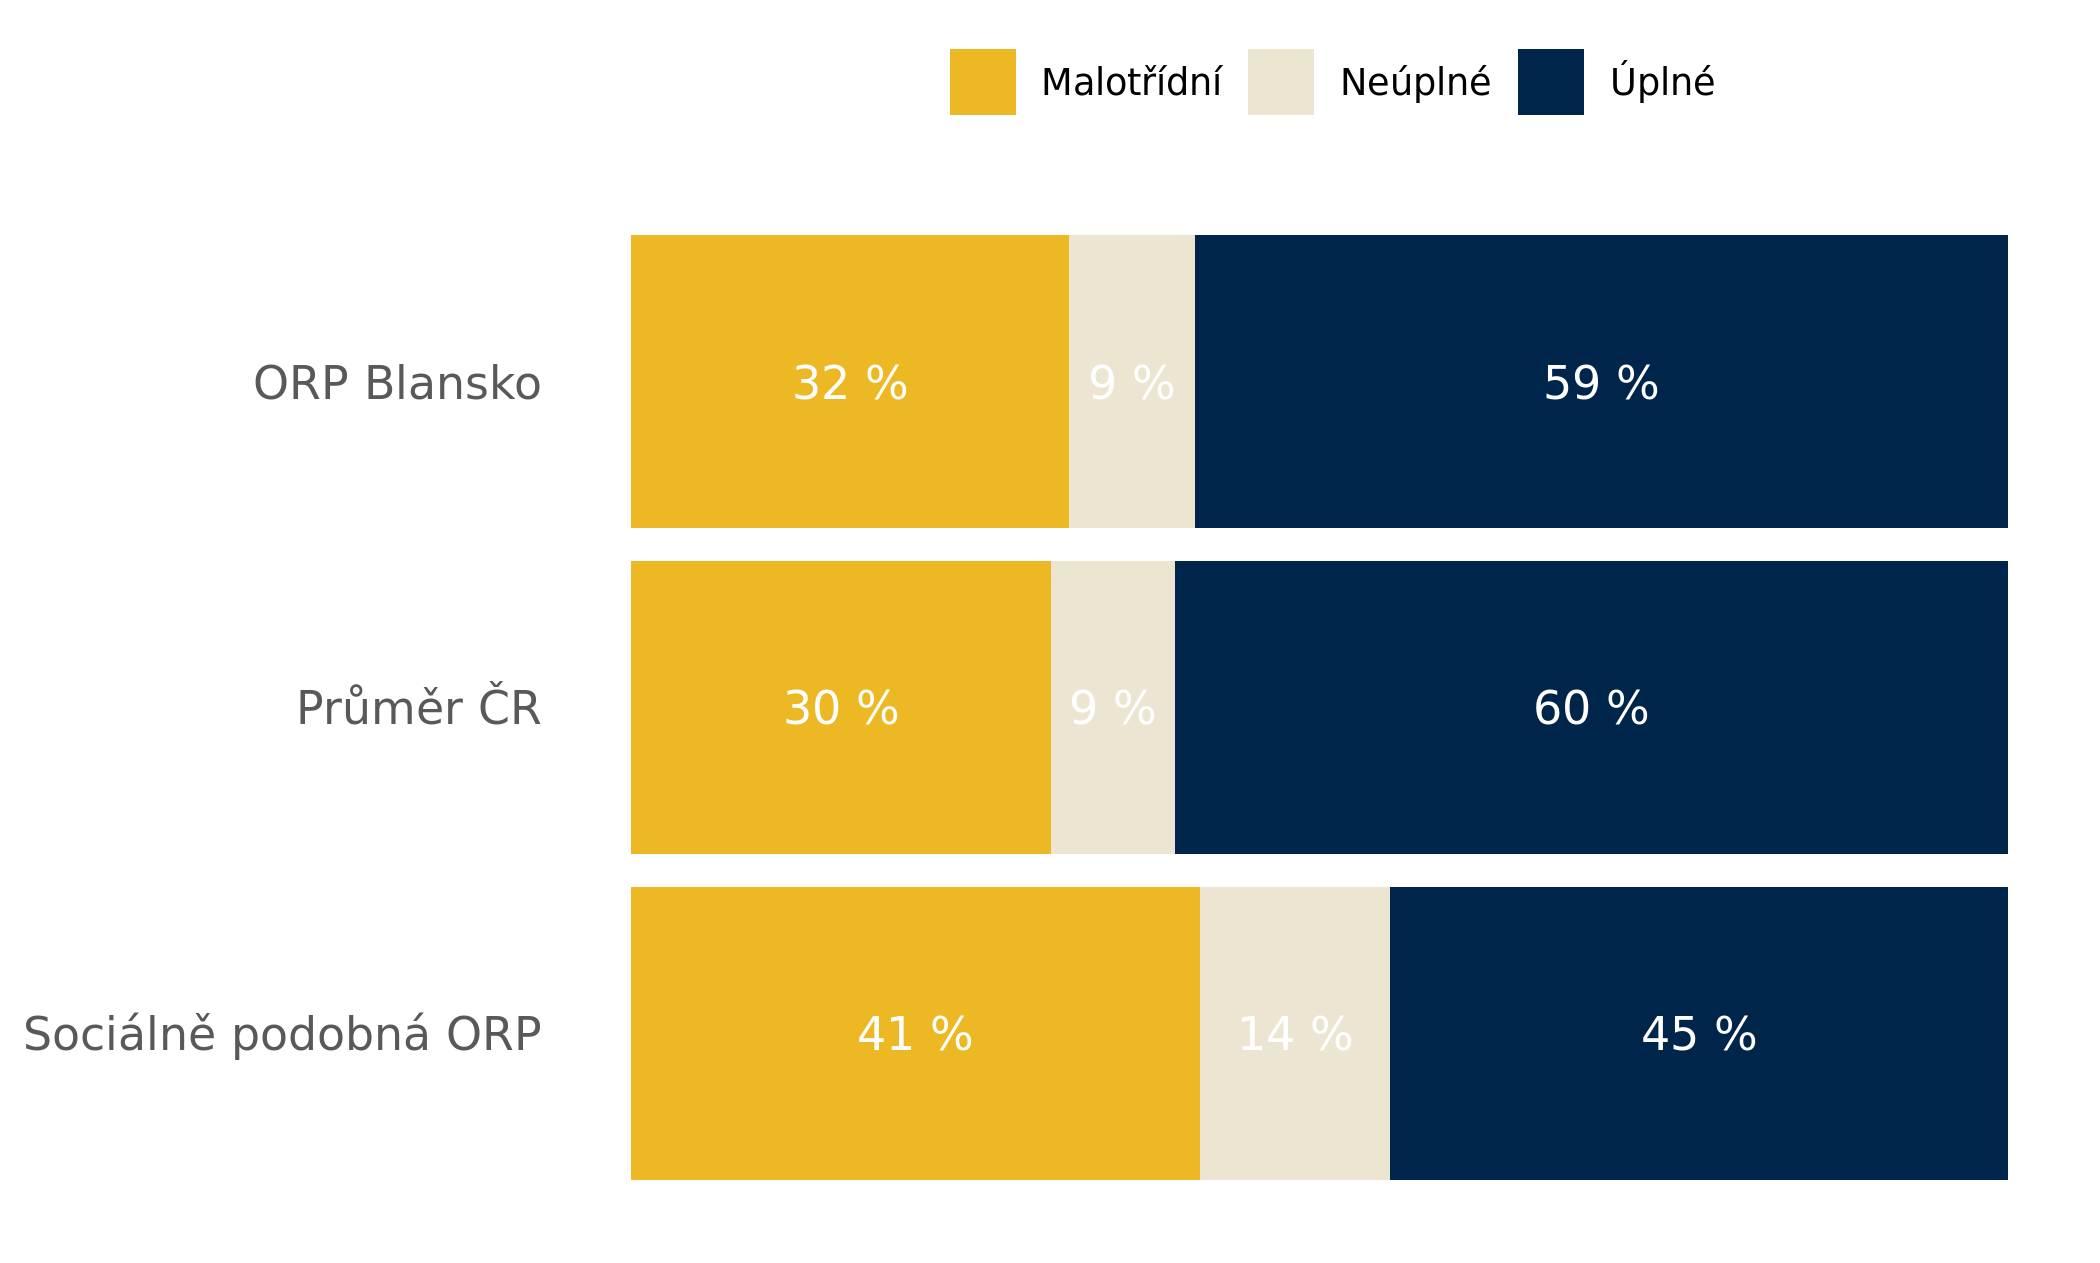 Malotřídní Neúplné Úplné
ORP Blansko 32 % 9 % 59 %
Průměr ČR 30 % 9 % 60 %
Sociálně podobná ORP 41 % 14 % 45 %